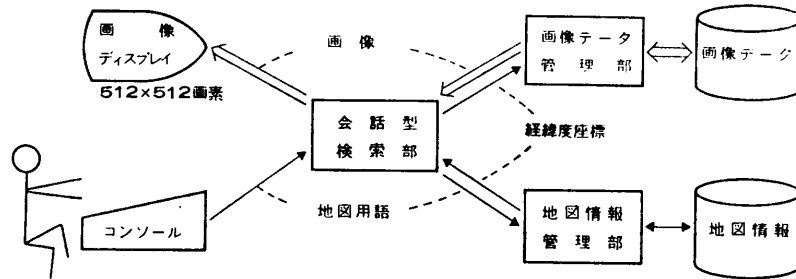 画像
ディスプレイ
512×512画素
画像
画像データ
管理部
画像データ
会話型
検索部
経緯度座標
地図用語
コンソール
地図情報
管理部
地図情報